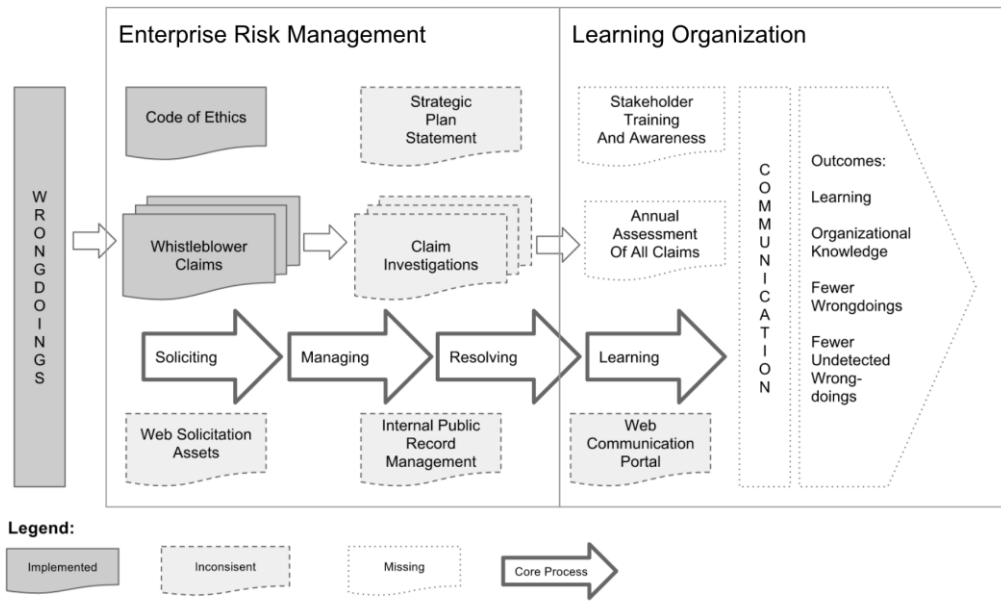 Enterprise Risk Management
Learning Organization
WRONGDOINGS
Code of Ethics
Strategic
Plan
Statement
Stakeholder
Training
And Awareness
Whistleblower
Claims
Claim
Investigations
Annual
Assessment
Of All Claims
Soliciting
Managing
Resolving
Learning
Web Solicitation
Assets
Internal Public
Record
Management
Web
Communication
Portal
COMMUNICATION
Outcomes:
Learning
Organizational
Knowledge
Fewer
Wrongdoings
Fewer
Undetected
Wrong-
doings
Legend:
Implemented
Inconsisent
Missing
Core Process